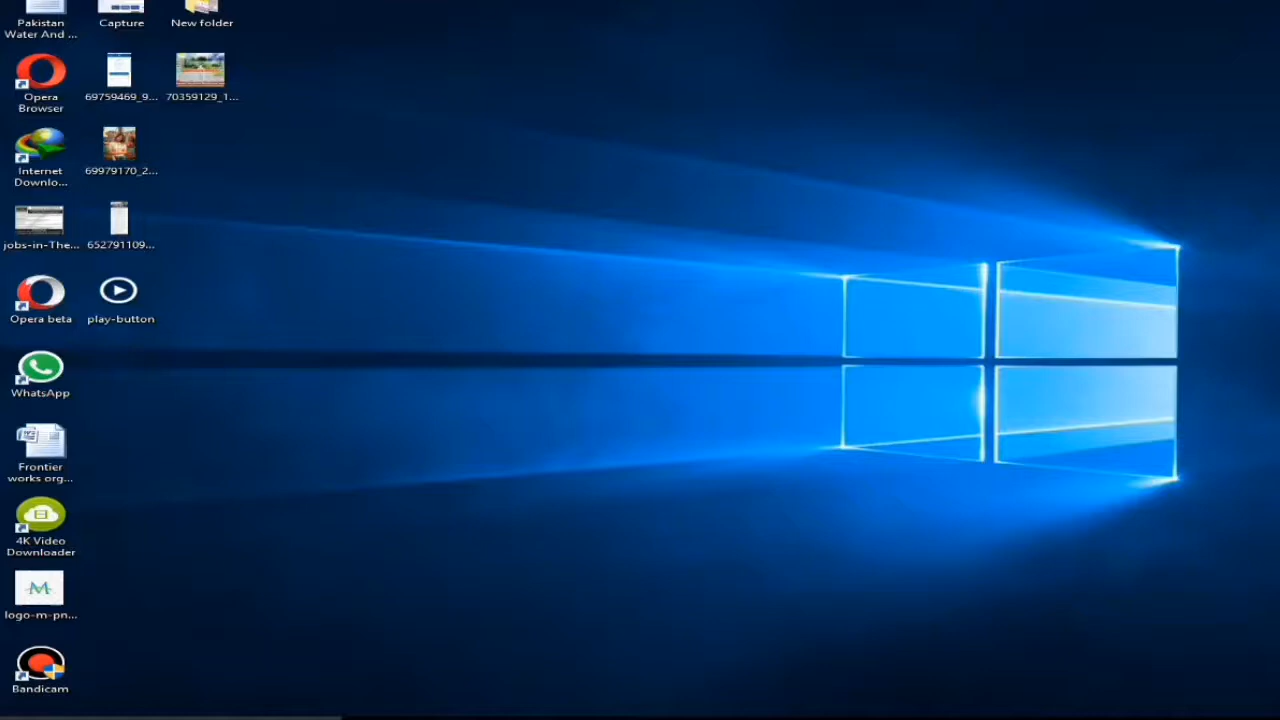 Pakistan
Water And ...
Capture
New folder
Opera
Browser
69759469_9...
70359129_1...
Internet
Downlo...
69979170_2...
jobs-in-The...
652791109...
Opera beta
play-button
WhatsApp
Frontier
works org...
4K Video
Downloader
M
logo-m-pn...
Bandicam